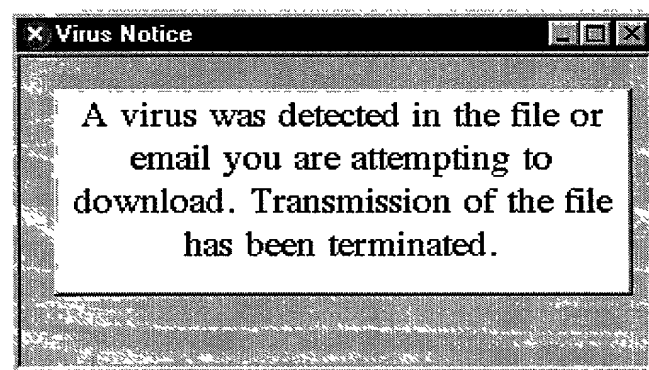 Virus Notice
A virus was detected in the file or
email you are attempting to
download. Transmission of the file
has been terminated.